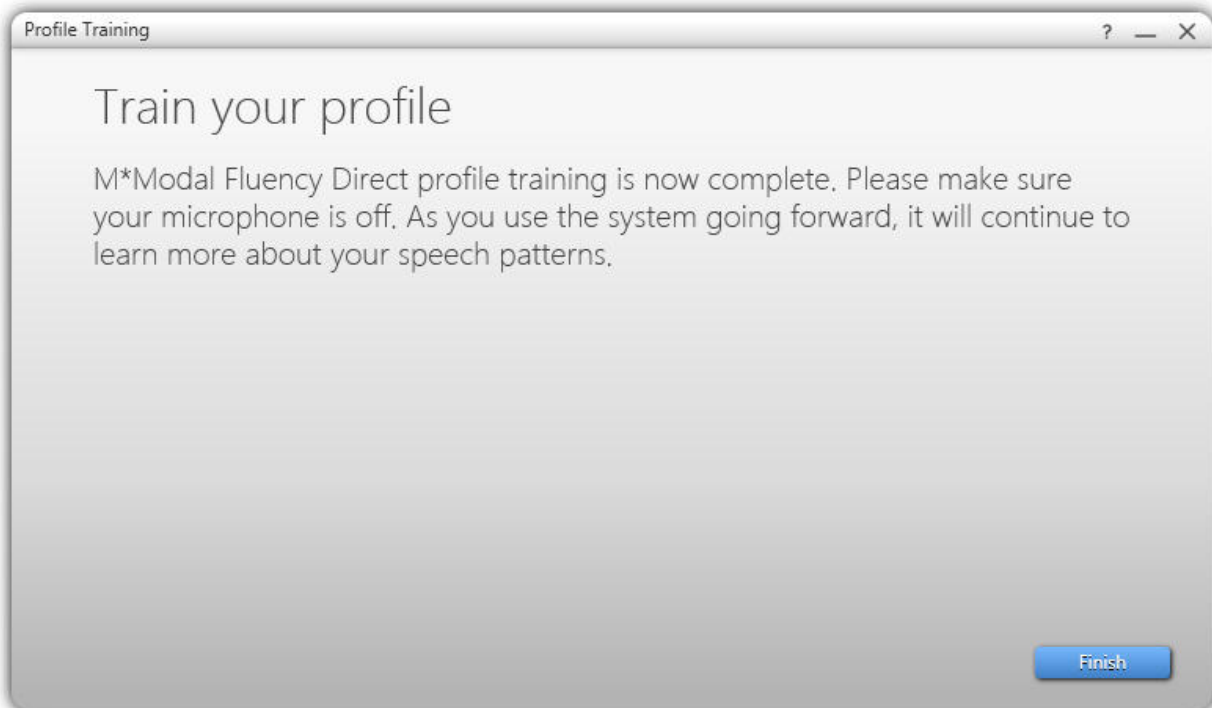 Profile Training
?
Train your profile
M*Modal Fluency Direct profile training is now complete. Please make sure
your microphone is off. As you use the system going forward, it will continue to
learn more about your speech patterns.
Finish